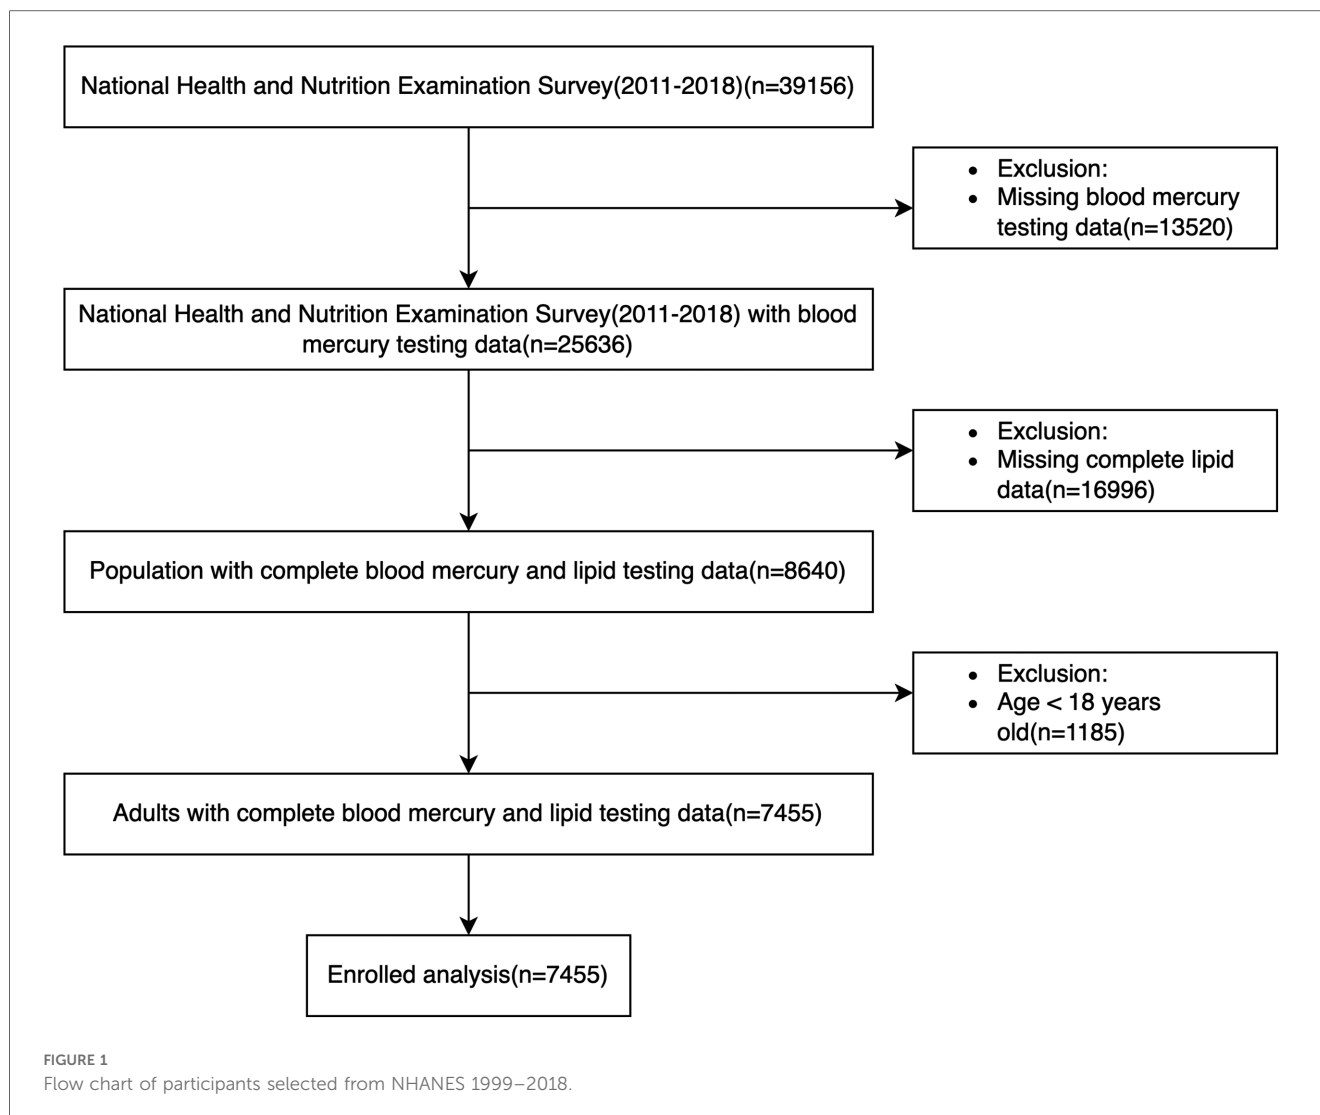 National Health and Nutrition Examination Survey(2011-2018)(n=39156)
• Exclusion:
• Missing blood mercury
testing data(n=13520)
National Health and Nutrition Examination Survey(2011-2018) with blood
mercury testing data(n=25636)
• Exclusion:
• Missing complete lipid
data(n=16996)
Population with complete blood mercury and lipid testing data(n=8640)
• Exclusion:
• Age < 18 years
old(n=1185)
Adults with complete blood mercury and lipid testing data(n=7455)
Enrolled analysis(n=7455)
FIGURE 1
Flow chart of participants selected from NHANES 1999–2018.